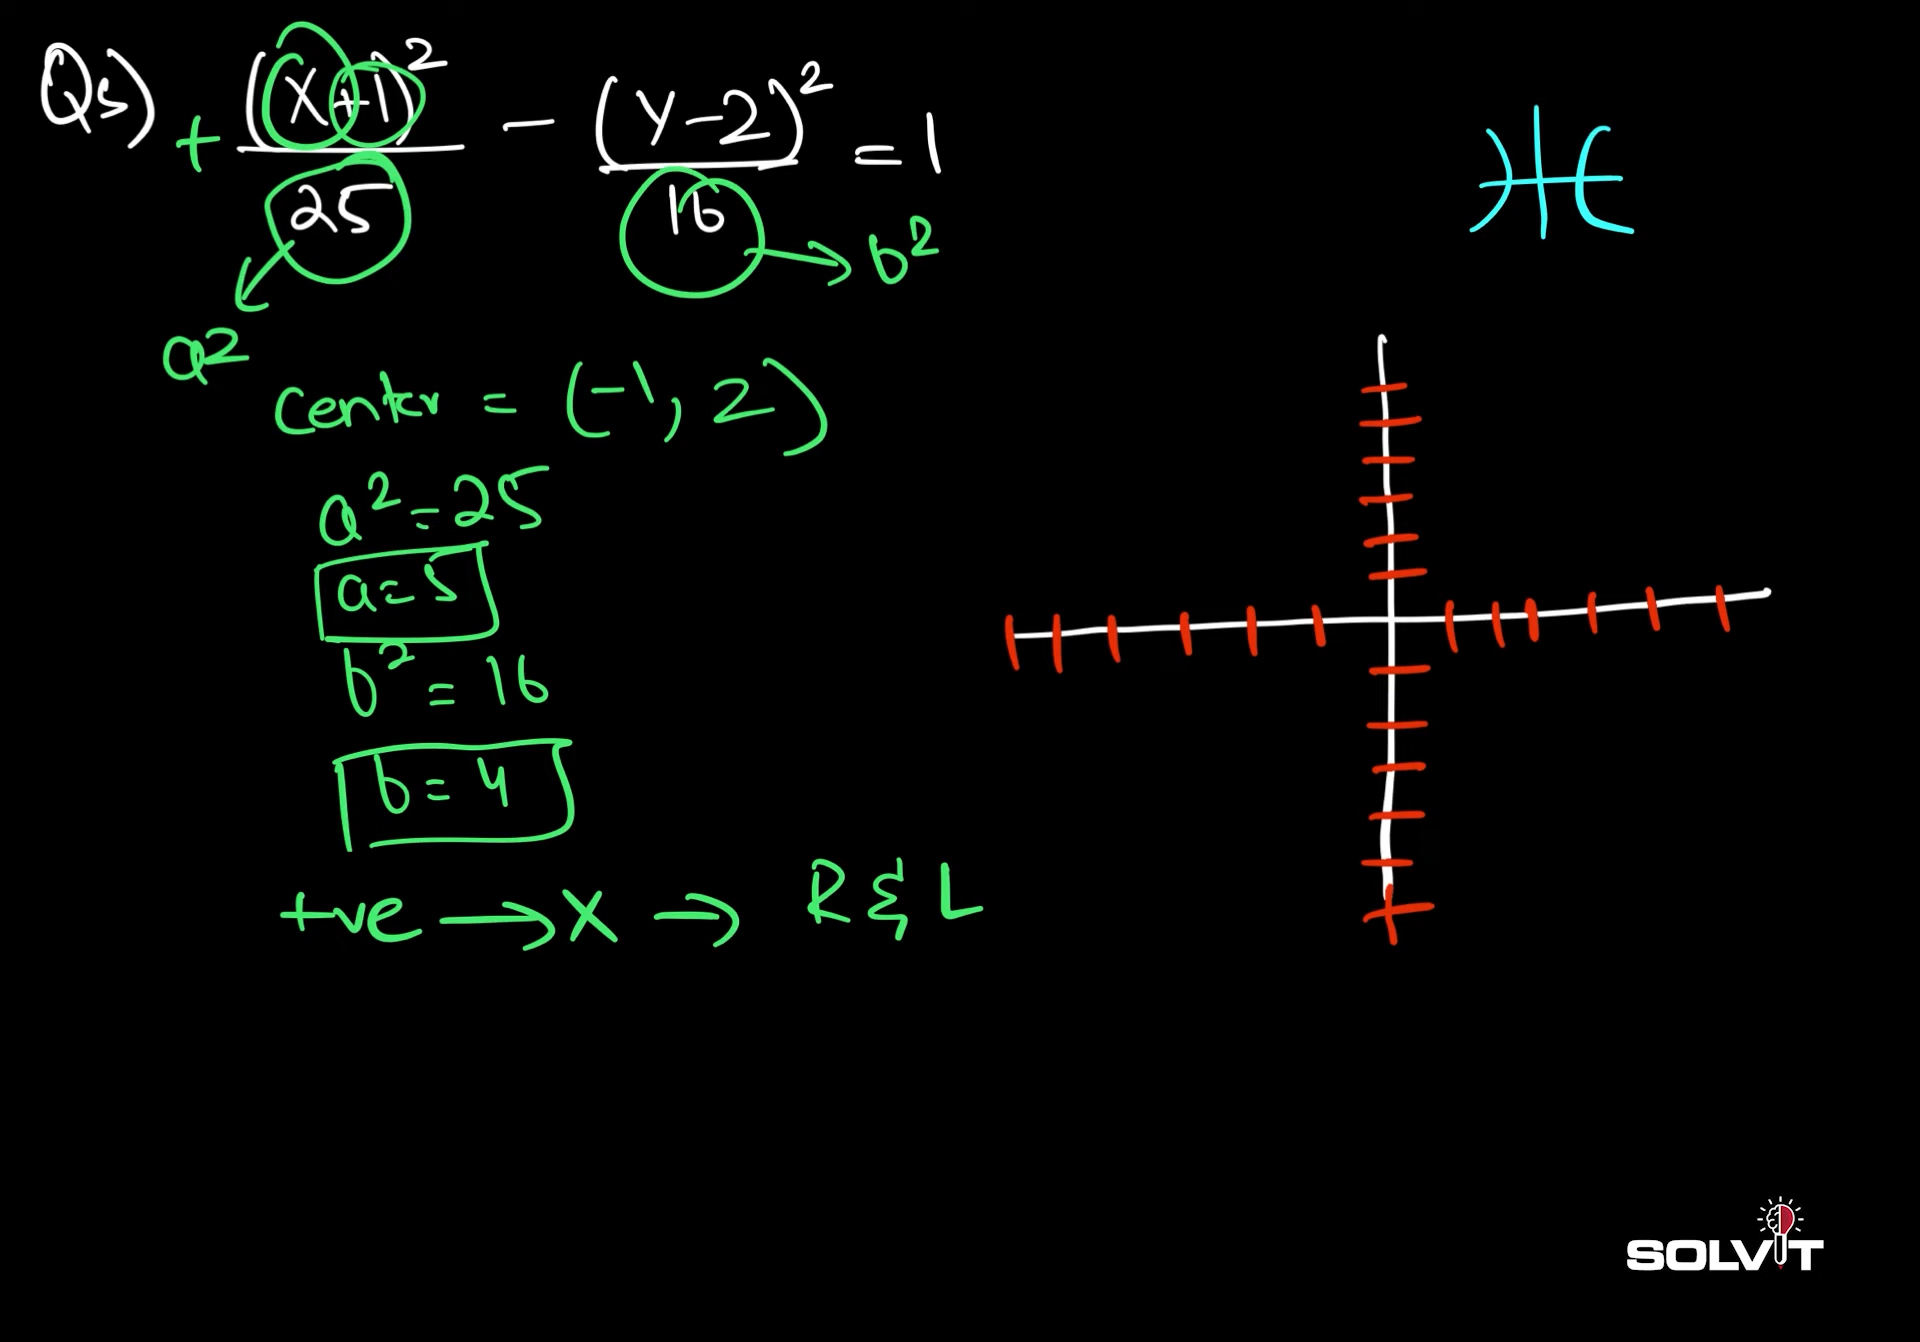 Qs) + (x+1)²/25 - (y-2)²/16 = 1
a2
b²
center = (-1, 2)
a² = 25
a = 5
b² = 16
b = 4
+ve → x → R & L
SOLVIT